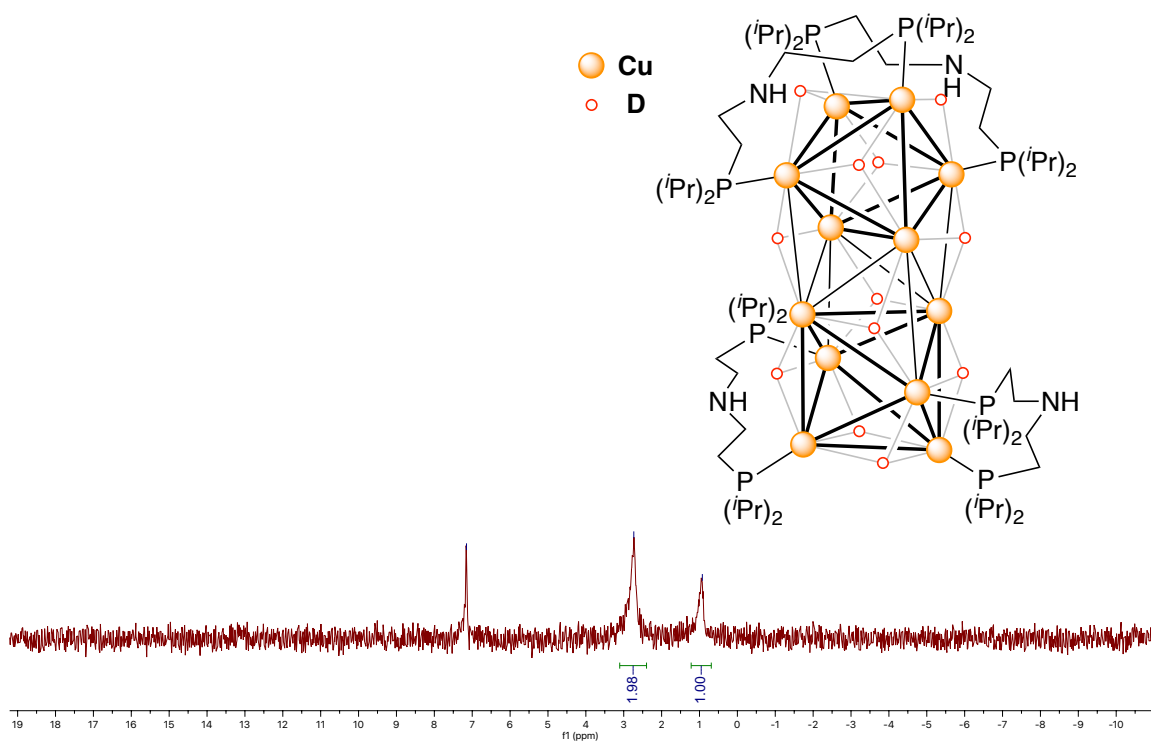 (ⁱPr)₂P
P(ⁱPr)₂
Cu
D
NH
N
H
(ⁱPr)₂P
P(ⁱPr)₂
(ⁱPr)₂
P
NH
P
(ⁱPr)₂
NH
P
(ⁱPr)₂
P
(ⁱPr)₂
1.98
1.00
19 18 17 16 15 14 13 12 11 10 9 8 7 6 5 4 3 2 1 0 -1 -2 -3 -4 -5 -6 -7 -8 -9 -10
f1 (ppm)